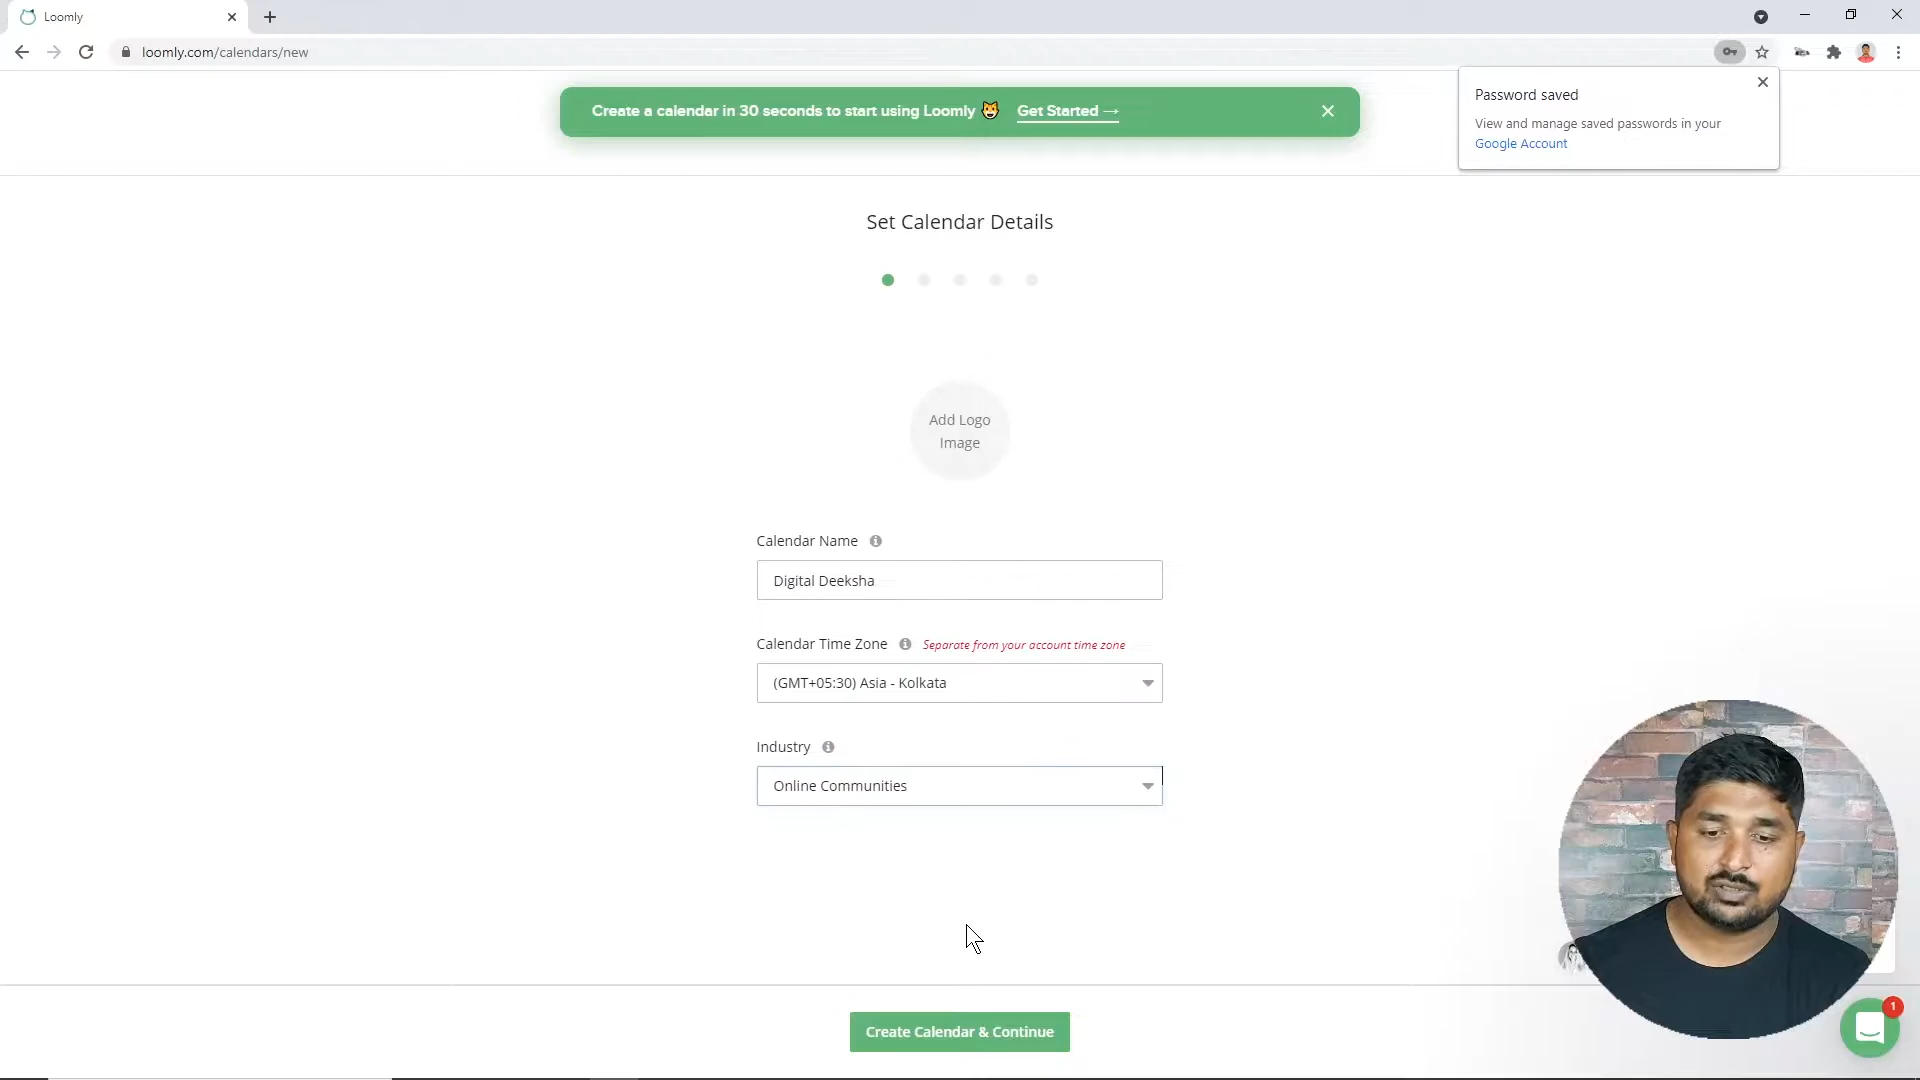 Loomly
loomly.com/calendars/new
Create a calendar in 30 seconds to start using Loomly 😺 Get Started →
Password saved
View and manage saved passwords in your
Google Account
Set Calendar Details
Add Logo
Image
Calendar Name
Digital Deeksha
Calendar Time Zone Separate from your account time zone
(GMT+05:30) Asia - Kolkata
Industry
Online Communities
Create Calendar & Continue
1